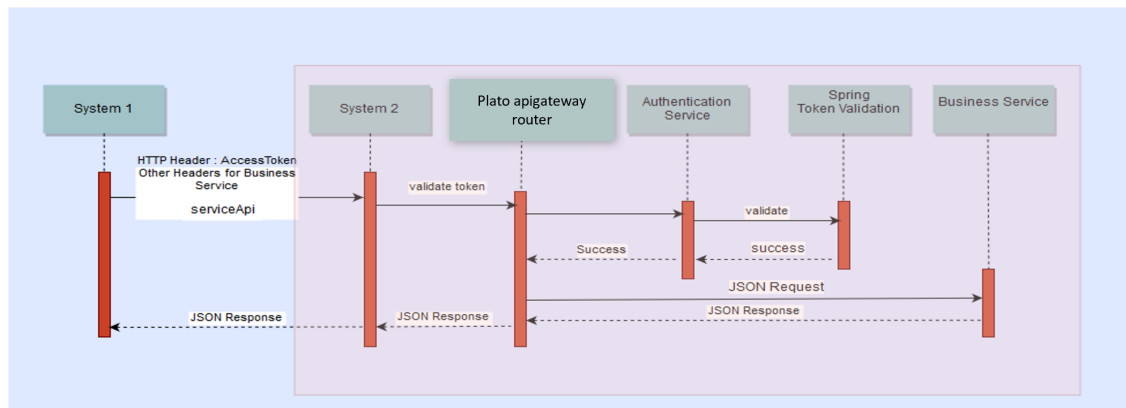 System 1
System 2
Plato apigateway
router
Authentication
Service
Spring
Token Validation
Business Service
HTTP Header : AccessToken
Other Headers for Business
Service
serviceApi
validate token
validate
Success
success
JSON Request
JSON Response
JSON Response
JSON Response